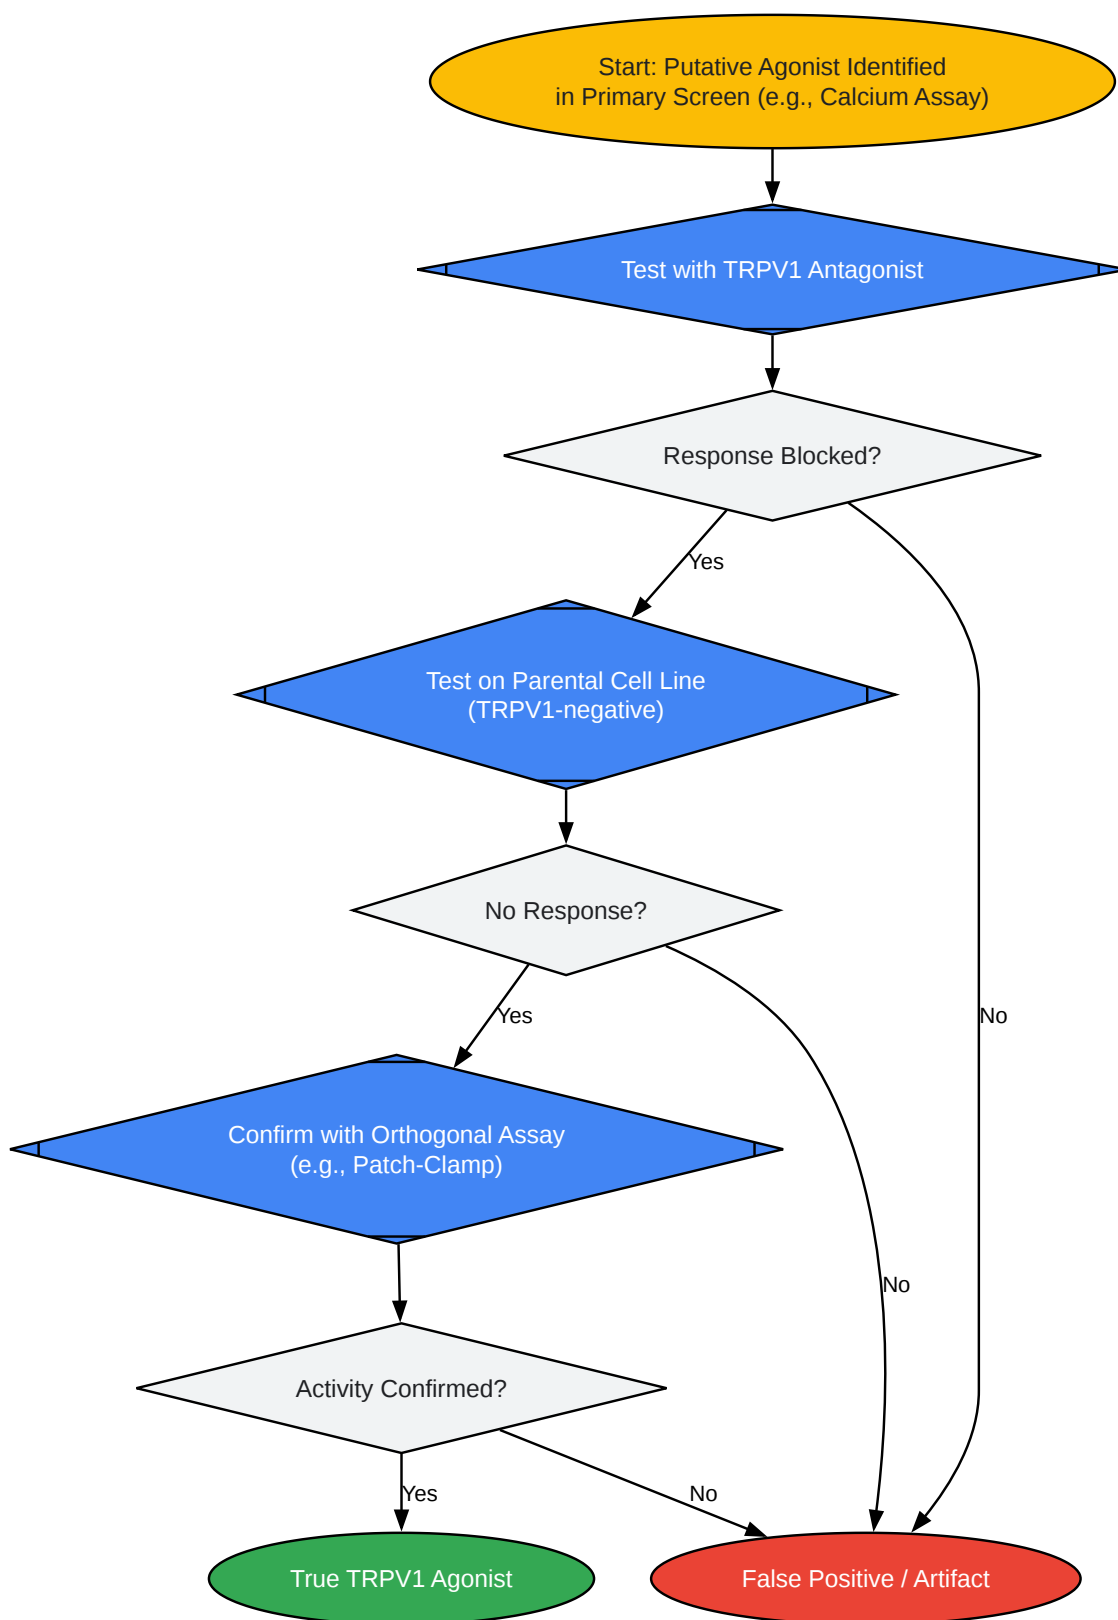 Start: Putative Agonist Identified
in Primary Screen (e.g., Calcium Assay)
Test with TRPV1 Antagonist
Response Blocked?
Yes
Test on Parental Cell Line
(TRPV1-negative)
No Response?
Yes
No
Confirm with Orthogonal Assay
(e.g., Patch-Clamp)
No
Activity Confirmed?
Yes
No
True TRPV1 Agonist
False Positive / Artifact